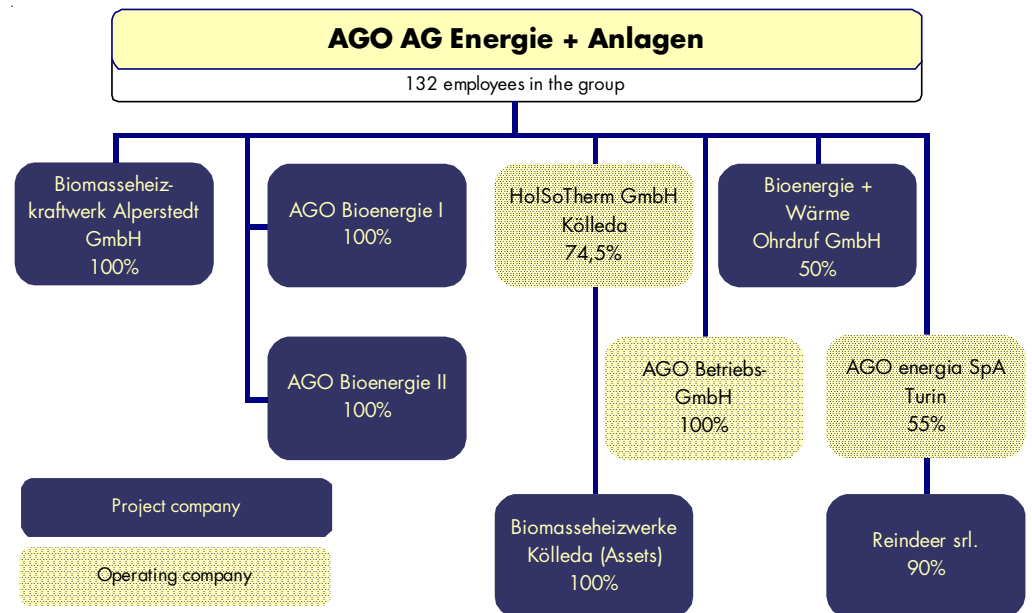 AGO AG Energie + Anlagen
132 employees in the group
Biomasseheiz-
kraftwerk Alperstedt
GmbH
100%
AGO Bioenergie I
100%
HolSoTherm GmbH
Kölleda
74,5%
Bioenergie +
Wärme
Ohrdruf GmbH
50%
AGO Bioenergie II
100%
AGO Betriebs-
GmbH
100%
AGO energia SpA
Turin
55%
Project company
Operating company
Biomasseheizwerke
Kölleda (Assets)
100%
Reindeer srl.
90%